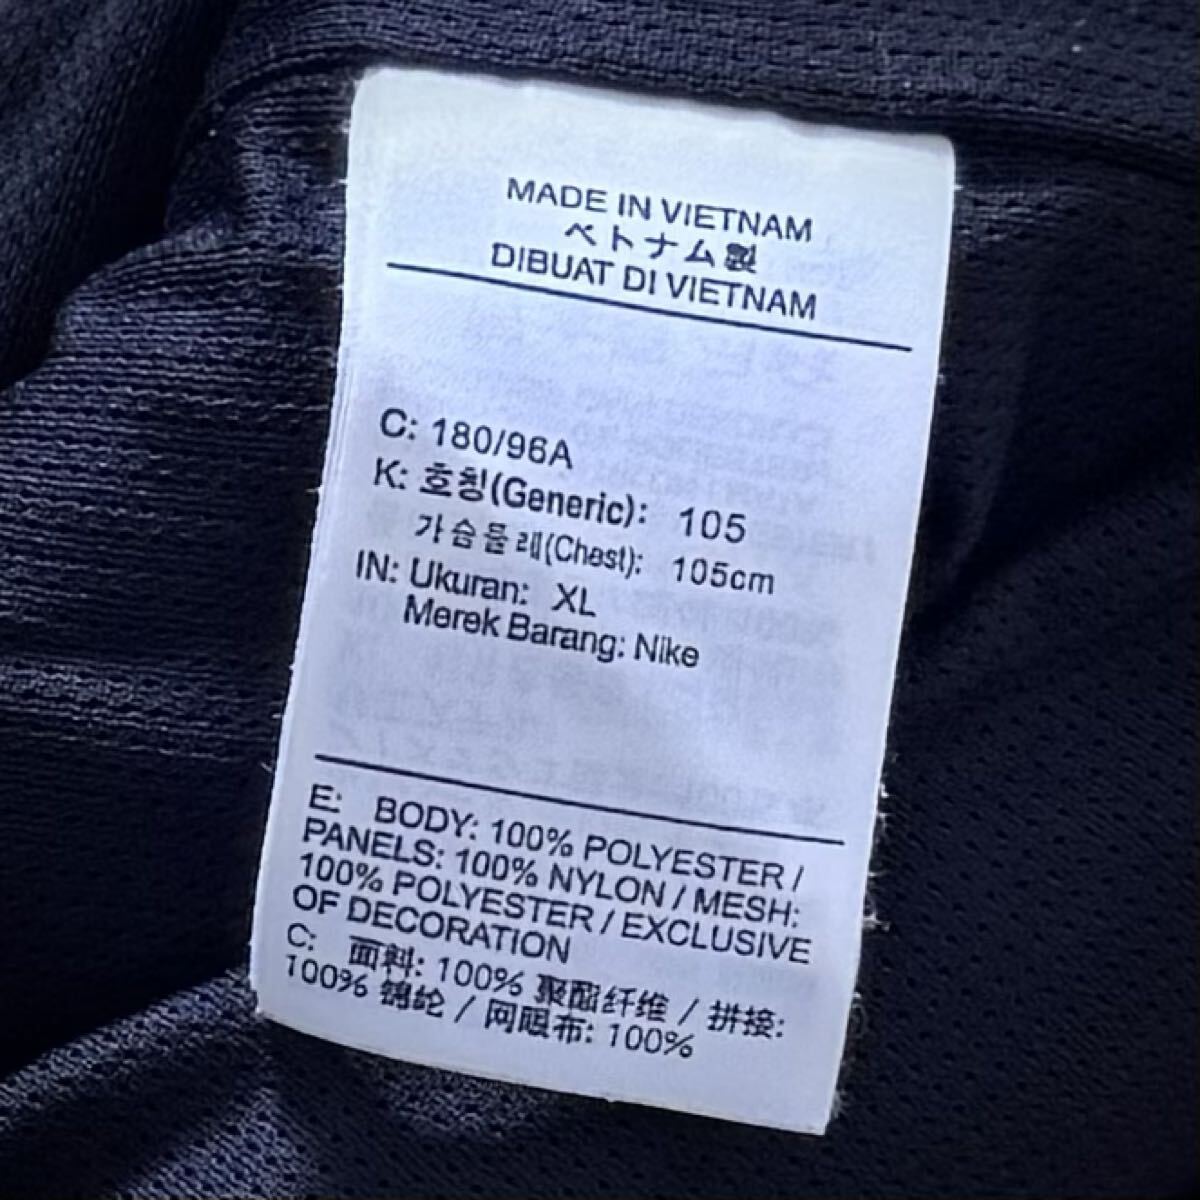 MADE IN VIETNAM
ベトナム製
DIBUAT DI VIETNAM
C: 180/96A
K: 호칭(Generic): 105
가슴둘레(Chest): 105cm
IN: Ukuran: XL
Merek Barang: Nike
E: BODY: 100% POLYESTER /
PANELS: 100% NYLON / MESH:
100% POLYESTER / EXCLUSIVE
OF DECORATION
C: 面料: 100% 聚酯纤维 / 拼接:
100% 锦纶 / 网眼布: 100%